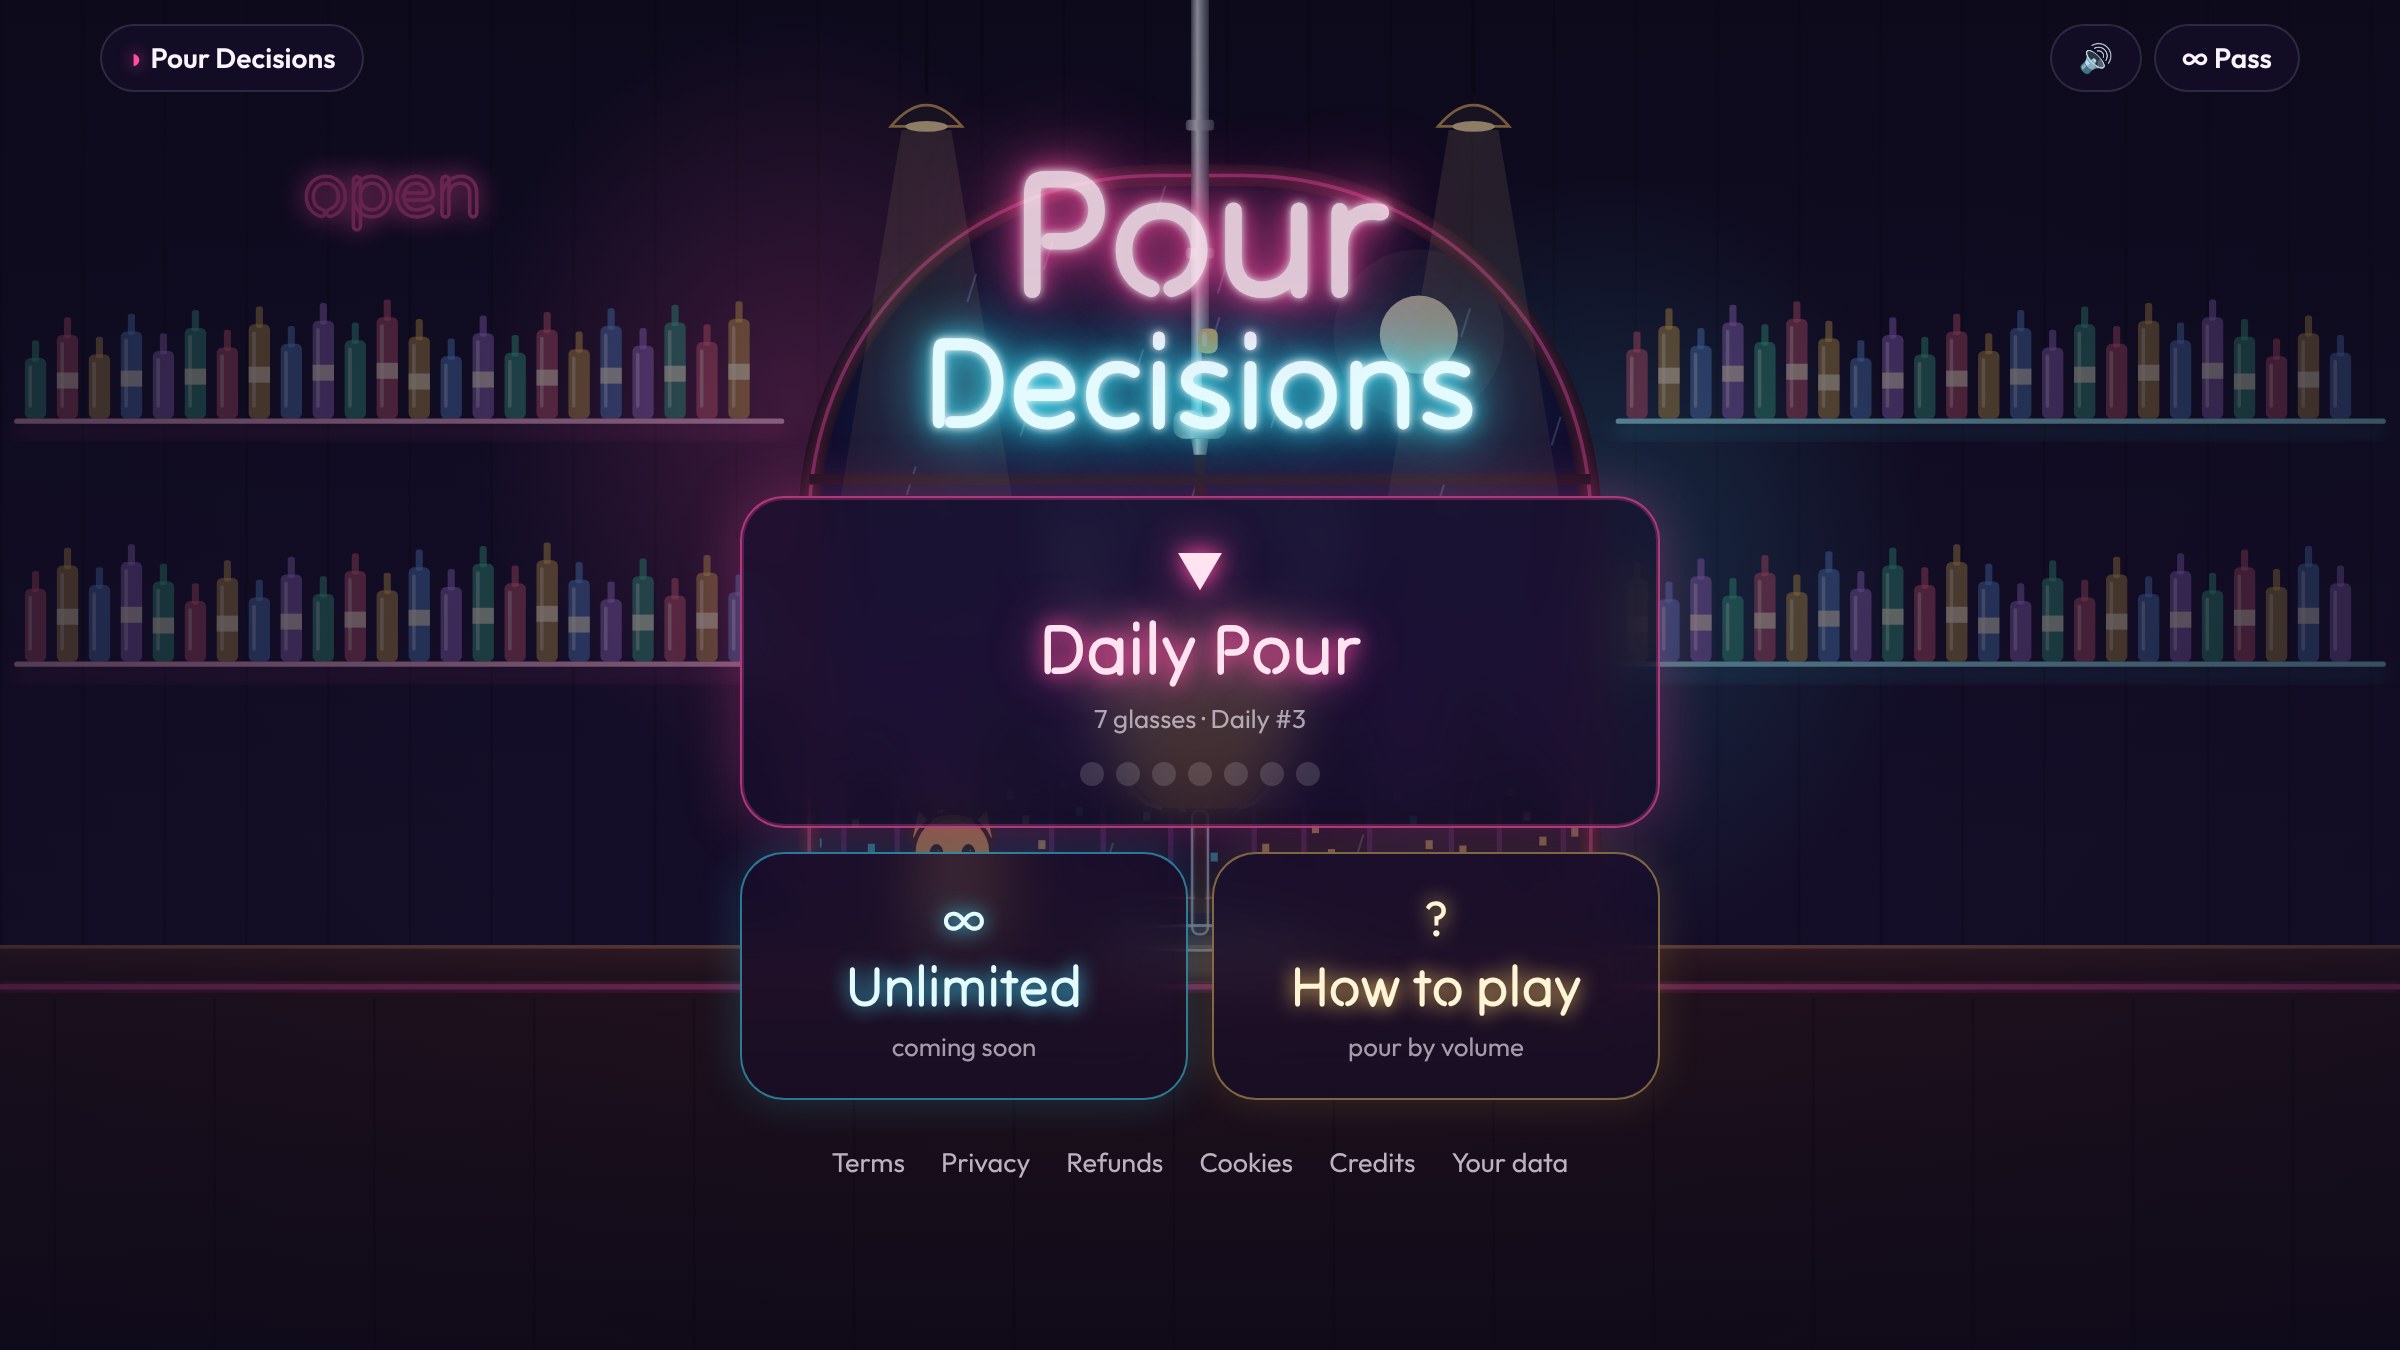 Pour Decisions
∞ Pass
open
Pour
Decisions
Daily Pour
7 glasses · Daily #3
∞
Unlimited
coming soon
?
How to play
pour by volume
Terms Privacy Refunds Cookies Credits Your data